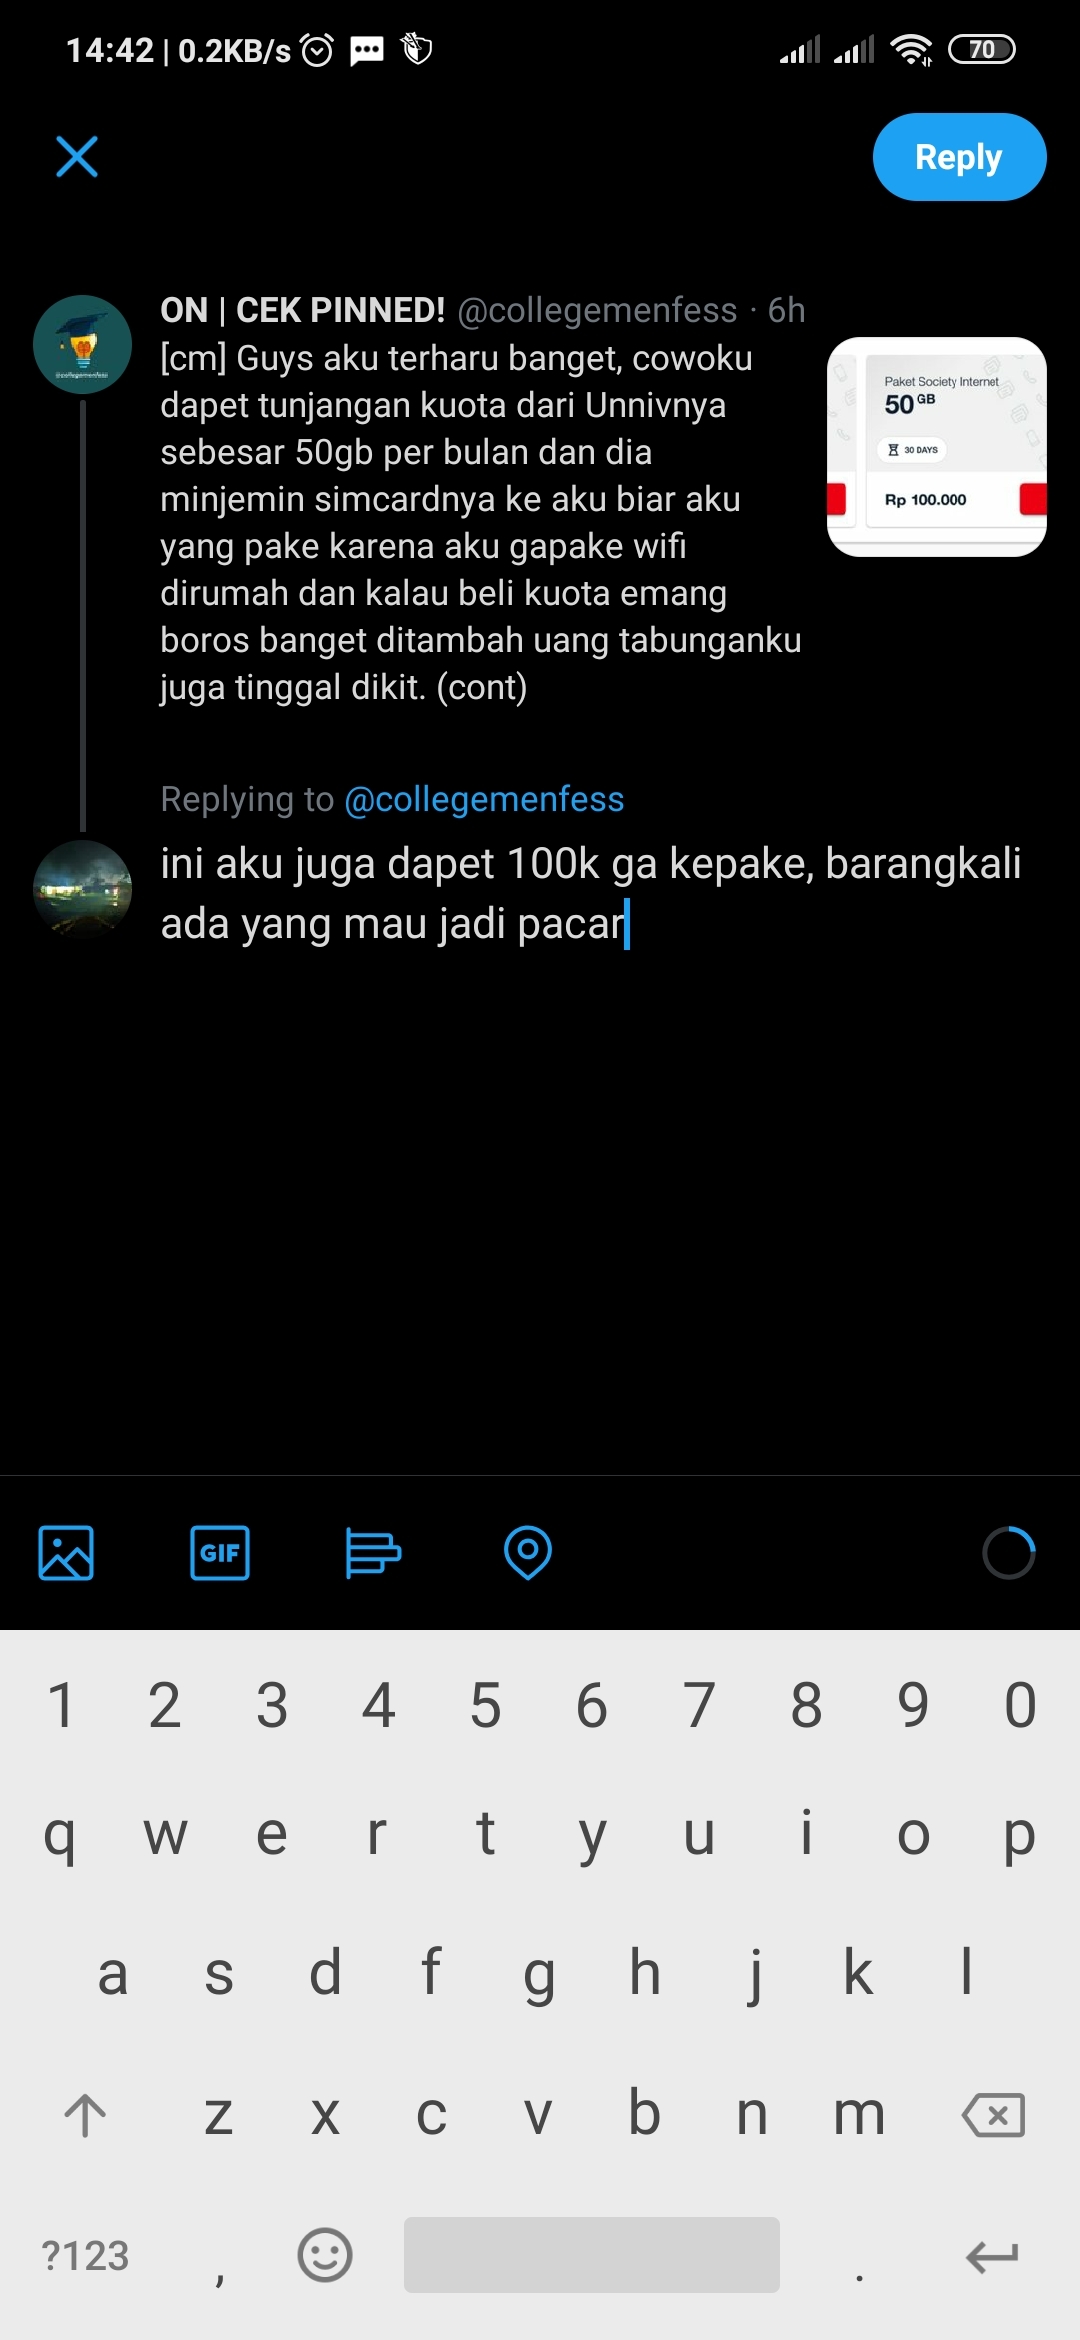 14:42 | 0.2KB/s
70
Reply
ON | CEK PINNED! @collegemenfess · 6h
[cm] Guys aku terharu banget, cowoku
dapet tunjangan kuota dari Unnivnya
sebesar 50gb per bulan dan dia
minjemin simcardnya ke aku biar aku
yang pake karena aku gapake wifi
dirumah dan kalau beli kuota emang
boros banget ditambah uang tabunganku
juga tinggal dikit. (cont)
Paket Society Internet
50 GB
30 DAYS
Rp 100.000
Replying to @collegemenfess
ini aku juga dapet 100k ga kepake, barangkali
ada yang mau jadi pacar
GIF
1 2 3 4 5 6 7 8 9 0
q w e r t y u i o p
a s d f g h j k l
z x c v b n m
?123 , .